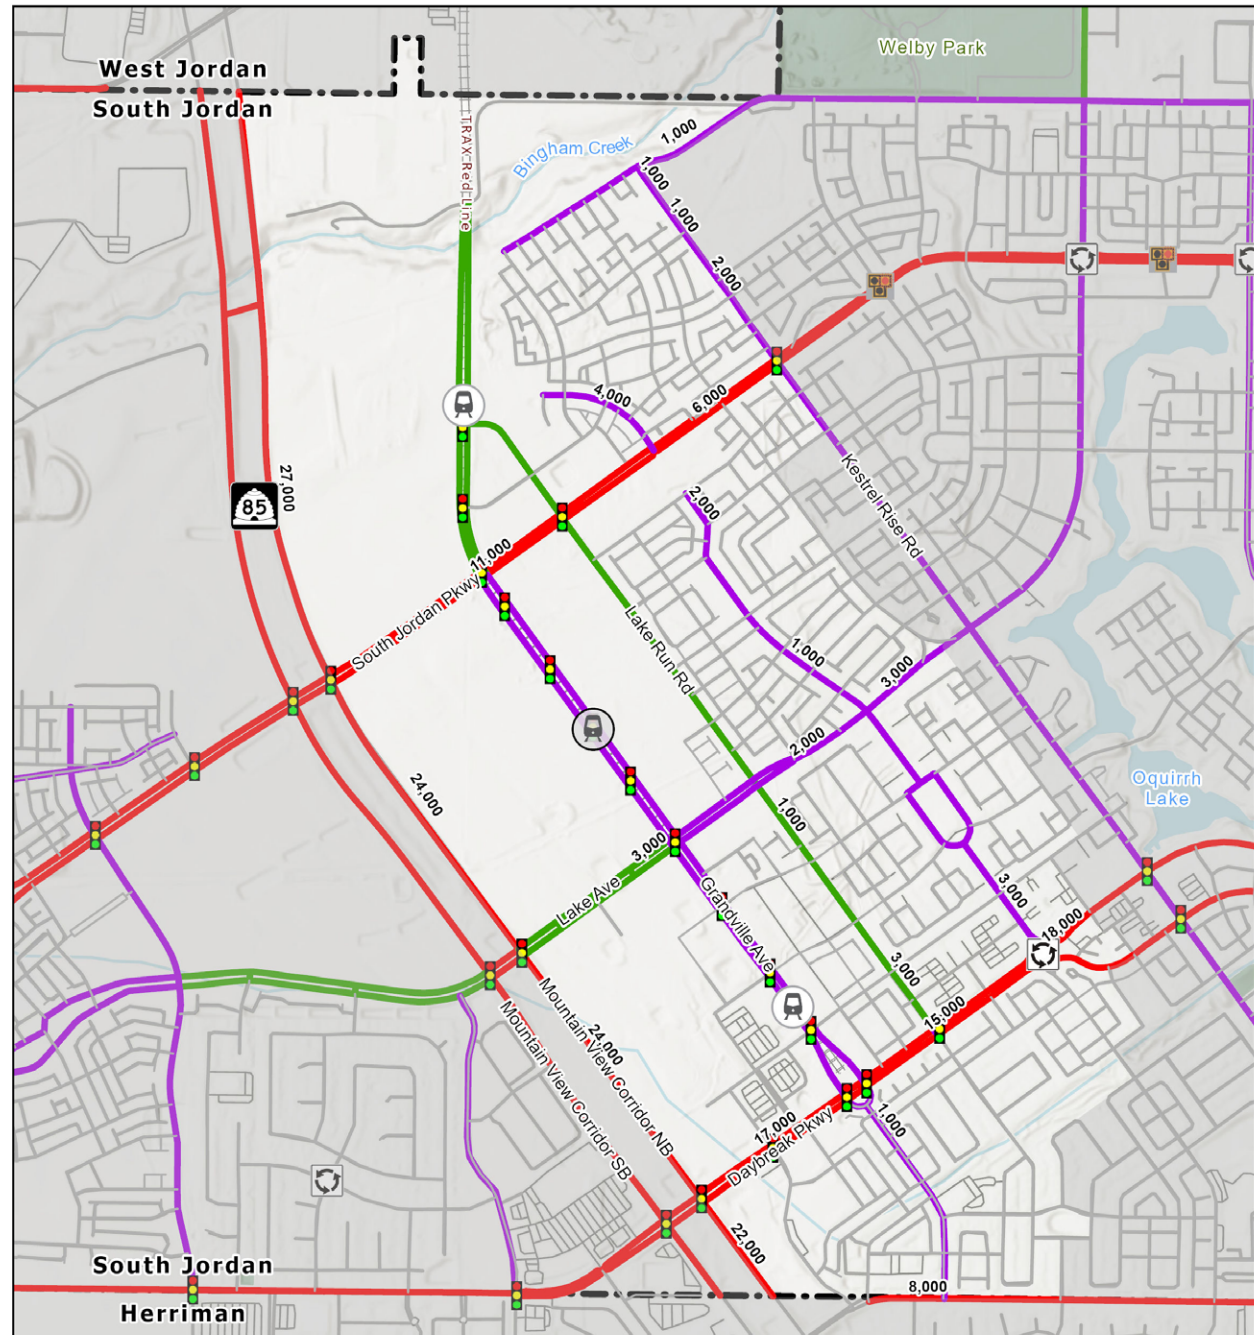 West Jordan
South Jordan
Welby Park
TRAX Red Line
Bingham Creek
1,000
1,000
1,000
2,000
4,000
6,000
27,000
85
11,000
South Jordan Pkwy
2,000
Kestrel Rise Rd
Lake Run Rd
1,000
3,000
2,000
24,000
1,000
Oquirrh
Lake
3,000
Lake Ave
Grandville Ave
3,000
18,000
3,000
15,000
Mountain View Corridor NB
24,000
Mountain View Corridor SB
17,000
Daybreak Pkwy
1,000
22,000
8,000
South Jordan
Herriman